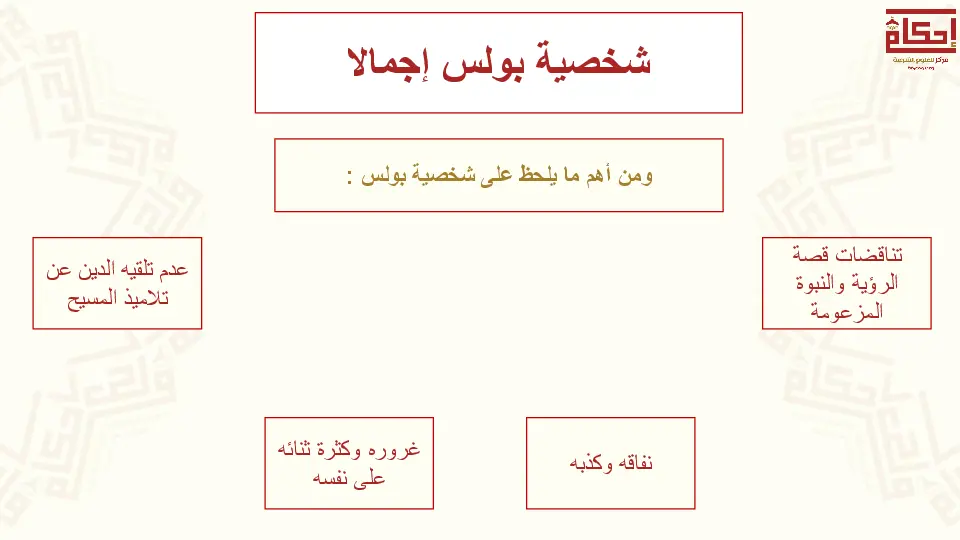 إحكام
مركز للعلوم الشرعية
شخصية بولس إجمالا
ومن أهم ما يلحظ على شخصية بولس :
تناقضات قصة
الرؤية والنبوة
المزعومة
عدم تلقيه الدين عن
تلاميذ المسيح
نفاقه وكذبه
غروره وكثرة ثنائه
على نفسه